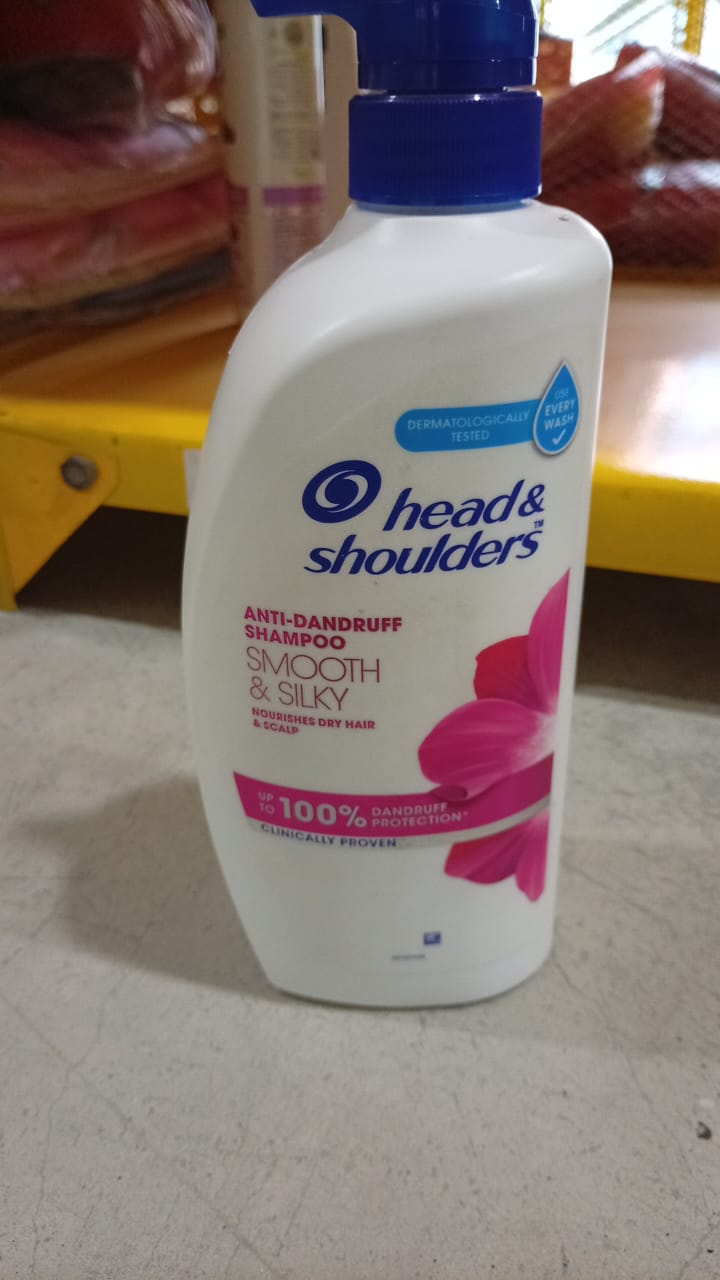 DERMATOLOGICALLY
TESTED
USE
EVERY
WASH
head &
shoulders™
ANTI-DANDRUFF
SHAMPOO
SMOOTH
& SILKY
NOURISHES DRY HAIR
& SCALP
UP
TO 100% DANDRUFF
PROTECTION*
CLINICALLY PROVEN